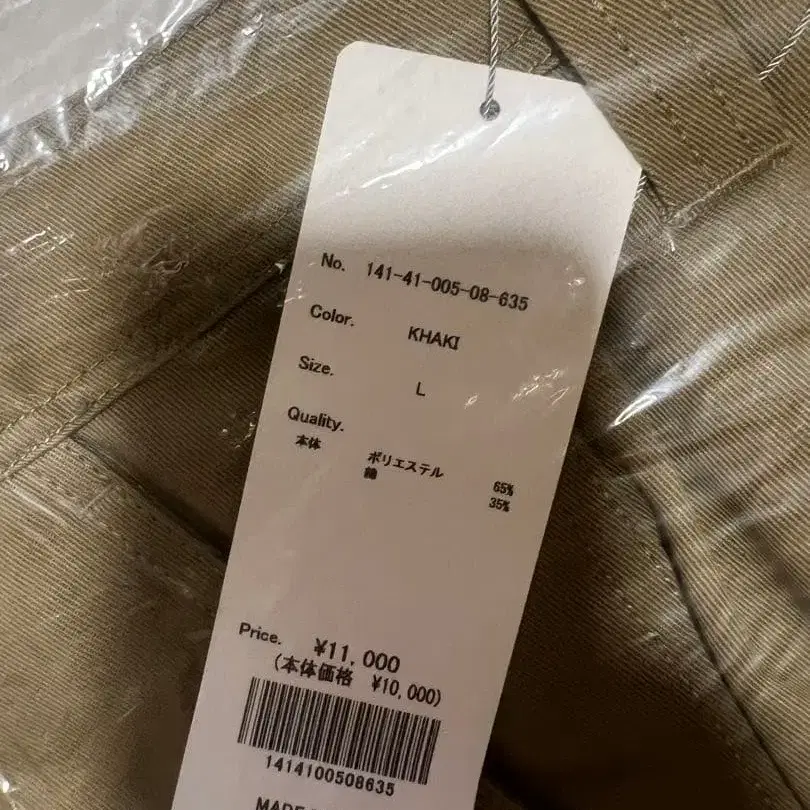 No. 141-41-005-08-635
Color. KHAKI
Size. L
Quality.
本体 ポリエステル 65%
綿 35%
Price. ¥11,000
(本体価格 ¥10,000)
1414100508635
MADE